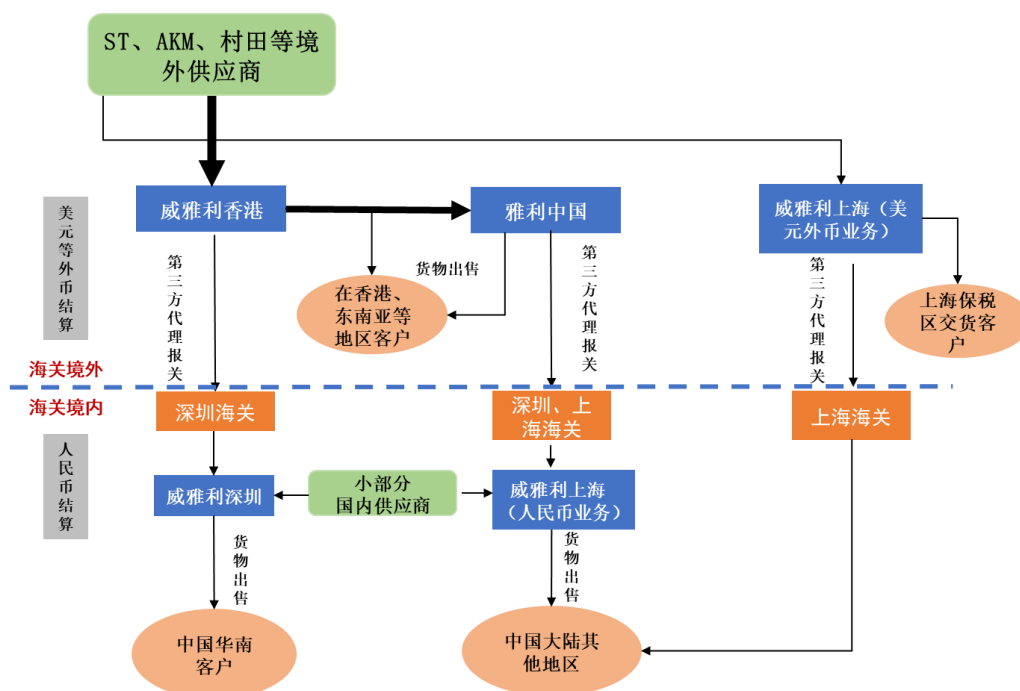 ST、AKM、村田等境
外供应商
威雅利香港
雅利中国
威雅利上海（美
元外币业务）
美元等外币结算
第三方代理报关
货物出售
在香港、
东南亚等
地区客户
第三方代理报关
第三方代理报关
上海保税
区交货客
户
海关境外
海关境内
深圳海关
深圳、上
海海关
上海海关
人民币结算
威雅利深圳
小部分
国内供应商
威雅利上海
（人民币业务）
货物出售
货物出售
中国华南
客户
中国大陆其
他地区